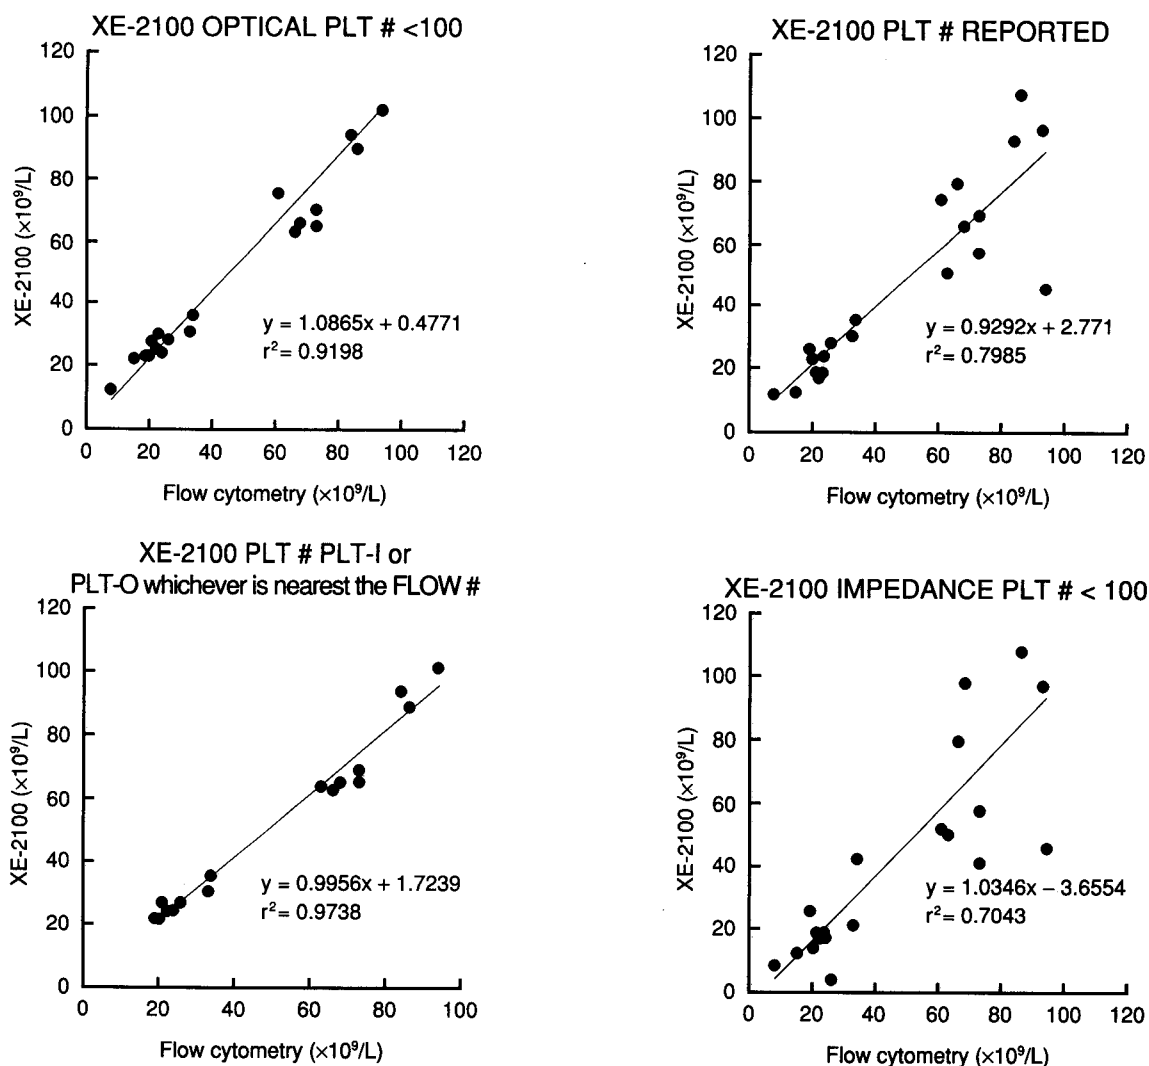 XE-2100 OPTICAL PLT # <100
120
100
80
60
40
20
0
XE-2100 (×10⁹/L)
y = 1.0865x + 0.4771
r² = 0.9198
0 20 40 60 80 100 120
Flow cytometry (×10⁹/L)
XE-2100 PLT # REPORTED
120
100
80
60
40
20
0
XE-2100 (×10⁹/L)
y = 0.9292x + 2.771
r² = 0.7985
0 20 40 60 80 100 120
Flow cytometry (×10⁹/L)
XE-2100 PLT # PLT-I or
PLT-O whichever is nearest the FLOW #
120
100
80
60
40
20
0
XE-2100 (×10⁹/L)
y = 0.9956x + 1.7239
r² = 0.9738
0 20 40 60 80 100
Flow cytometry (×10⁹/L)
XE-2100 IMPEDANCE PLT # < 100
120
100
80
60
40
20
0
XE-2100 (×10⁹/L)
y = 1.0346x − 3.6554
r² = 0.7043
0 20 40 60 80 100 120
Flow cytometry (×10⁹/L)